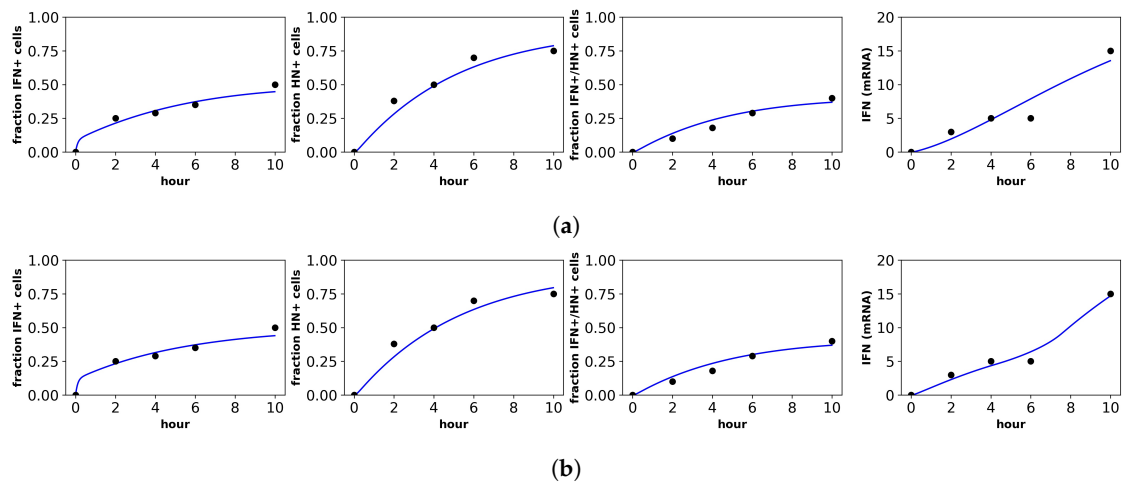 1.00 1.00 1.00 20
0.75 0.75 0.75 15
0.50 0.50 0.50 10
0.25 0.25 0.25 5
0.00 0.00 0.00 0
fraction IFN+ cells
fraction HN+ cells
fraction IFN+/HN+ cells
IFN (mRNA)
0 2 4 6 8 10 0 2 4 6 8 10 0 2 4 6 8 10 0 2 4 6 8 10
hour hour hour hour
(a)
1.00 1.00 1.00 20
0.75 0.75 0.75 15
0.50 0.50 0.50 10
0.25 0.25 0.25 5
0.00 0.00 0.00 0
fraction IFN+ cells
fraction HN+ cells
fraction IFN+/HN+ cells
IFN (mRNA)
0 2 4 6 8 10 0 2 4 6 8 10 0 2 4 6 8 10 0 2 4 6 8 10
hour hour hour hour
(b)